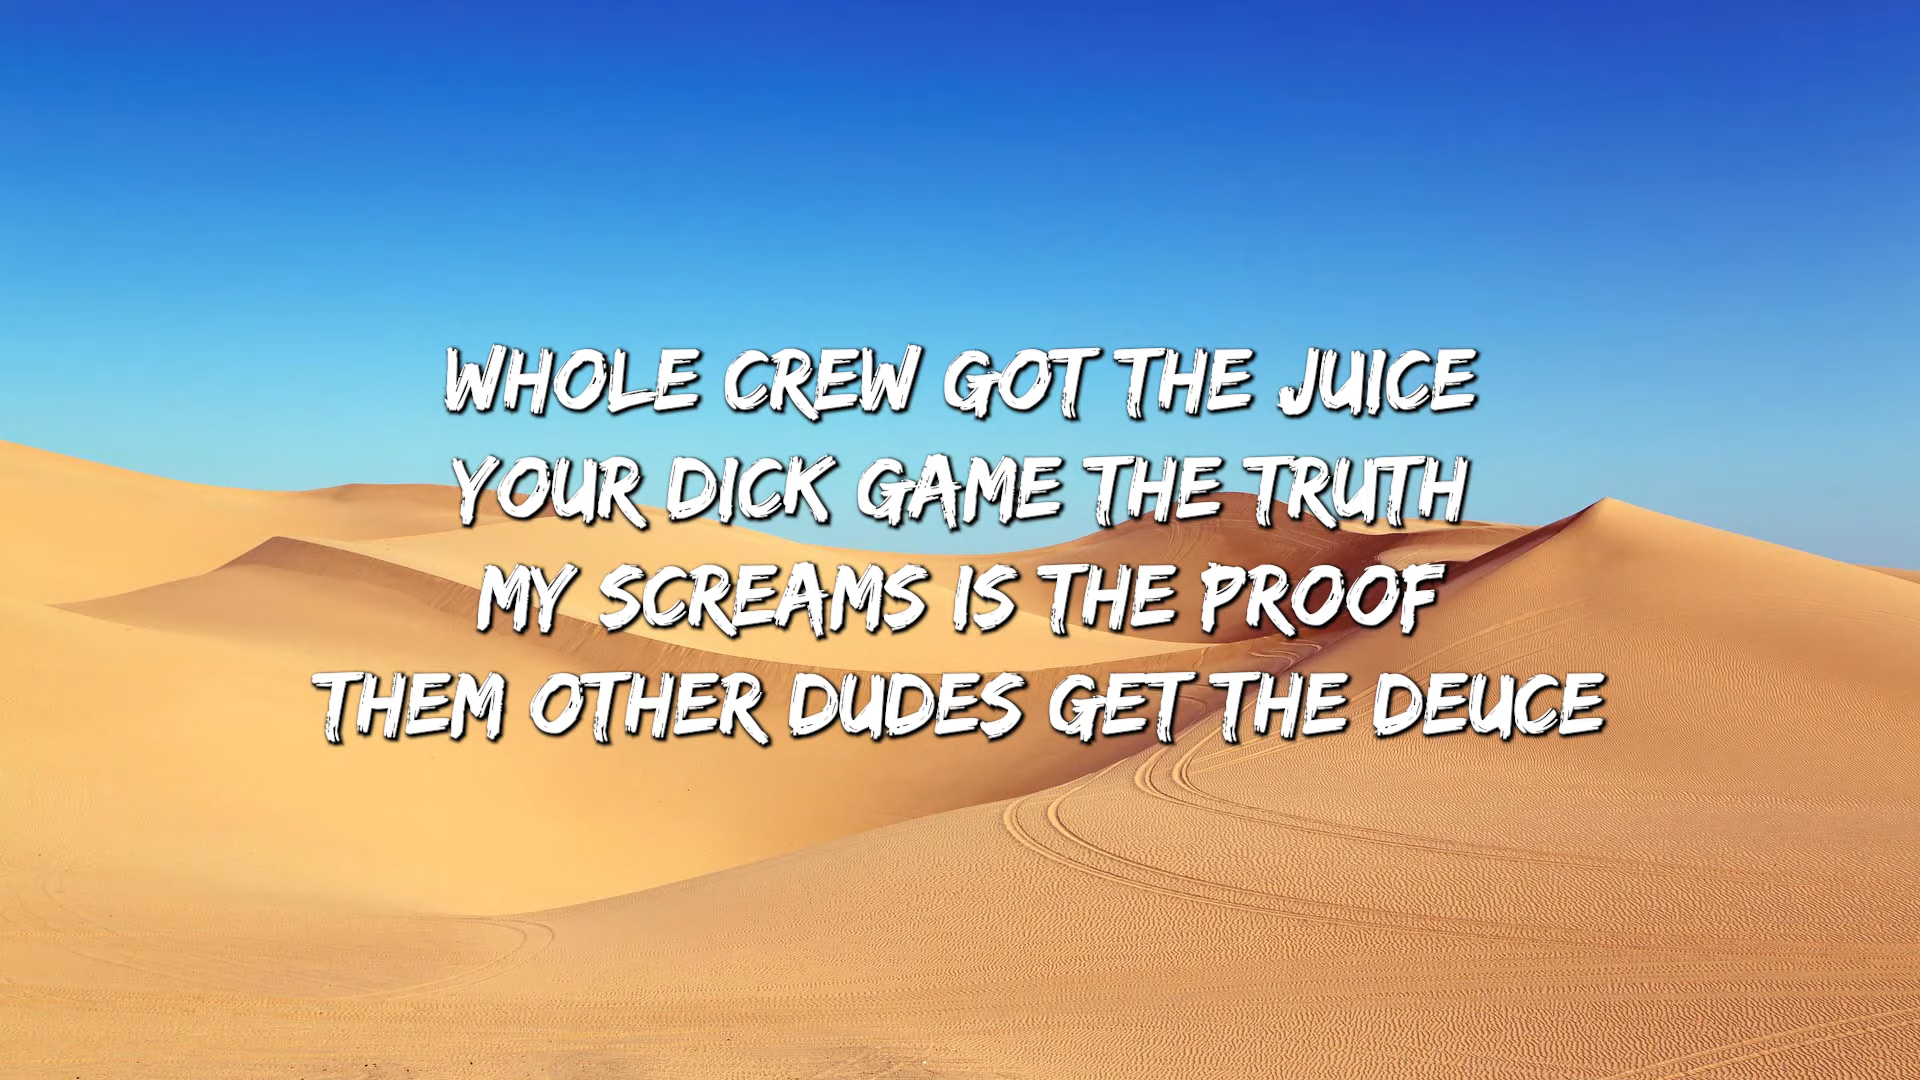 WHOLE CREW GOT THE JUICE
YOUR DICK GAME THE TRUTH
MY SCREAMS IS THE PROOF
THEM OTHER DUDES GET THE DEUCE